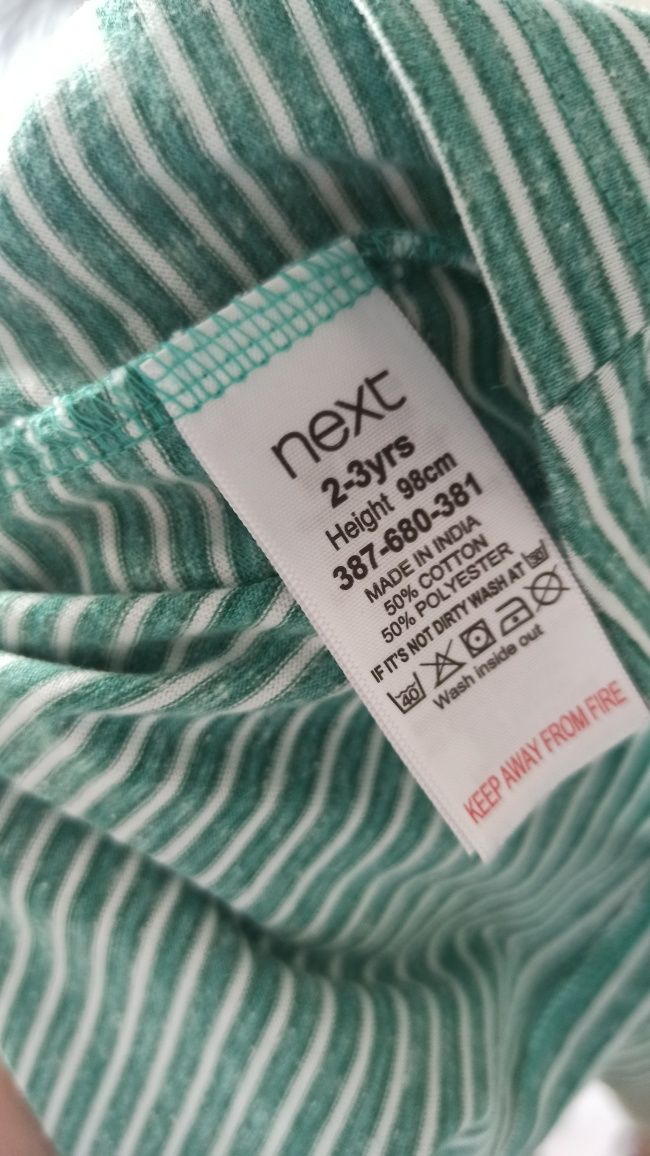 next
2-3yrs
Height 98cm
387-680-381
MADE IN INDIA
50% COTTON
50% POLYESTER
IF IT'S NOT DIRTY WASH AT 30
40
Wash inside out
KEEP AWAY FROM FIRE